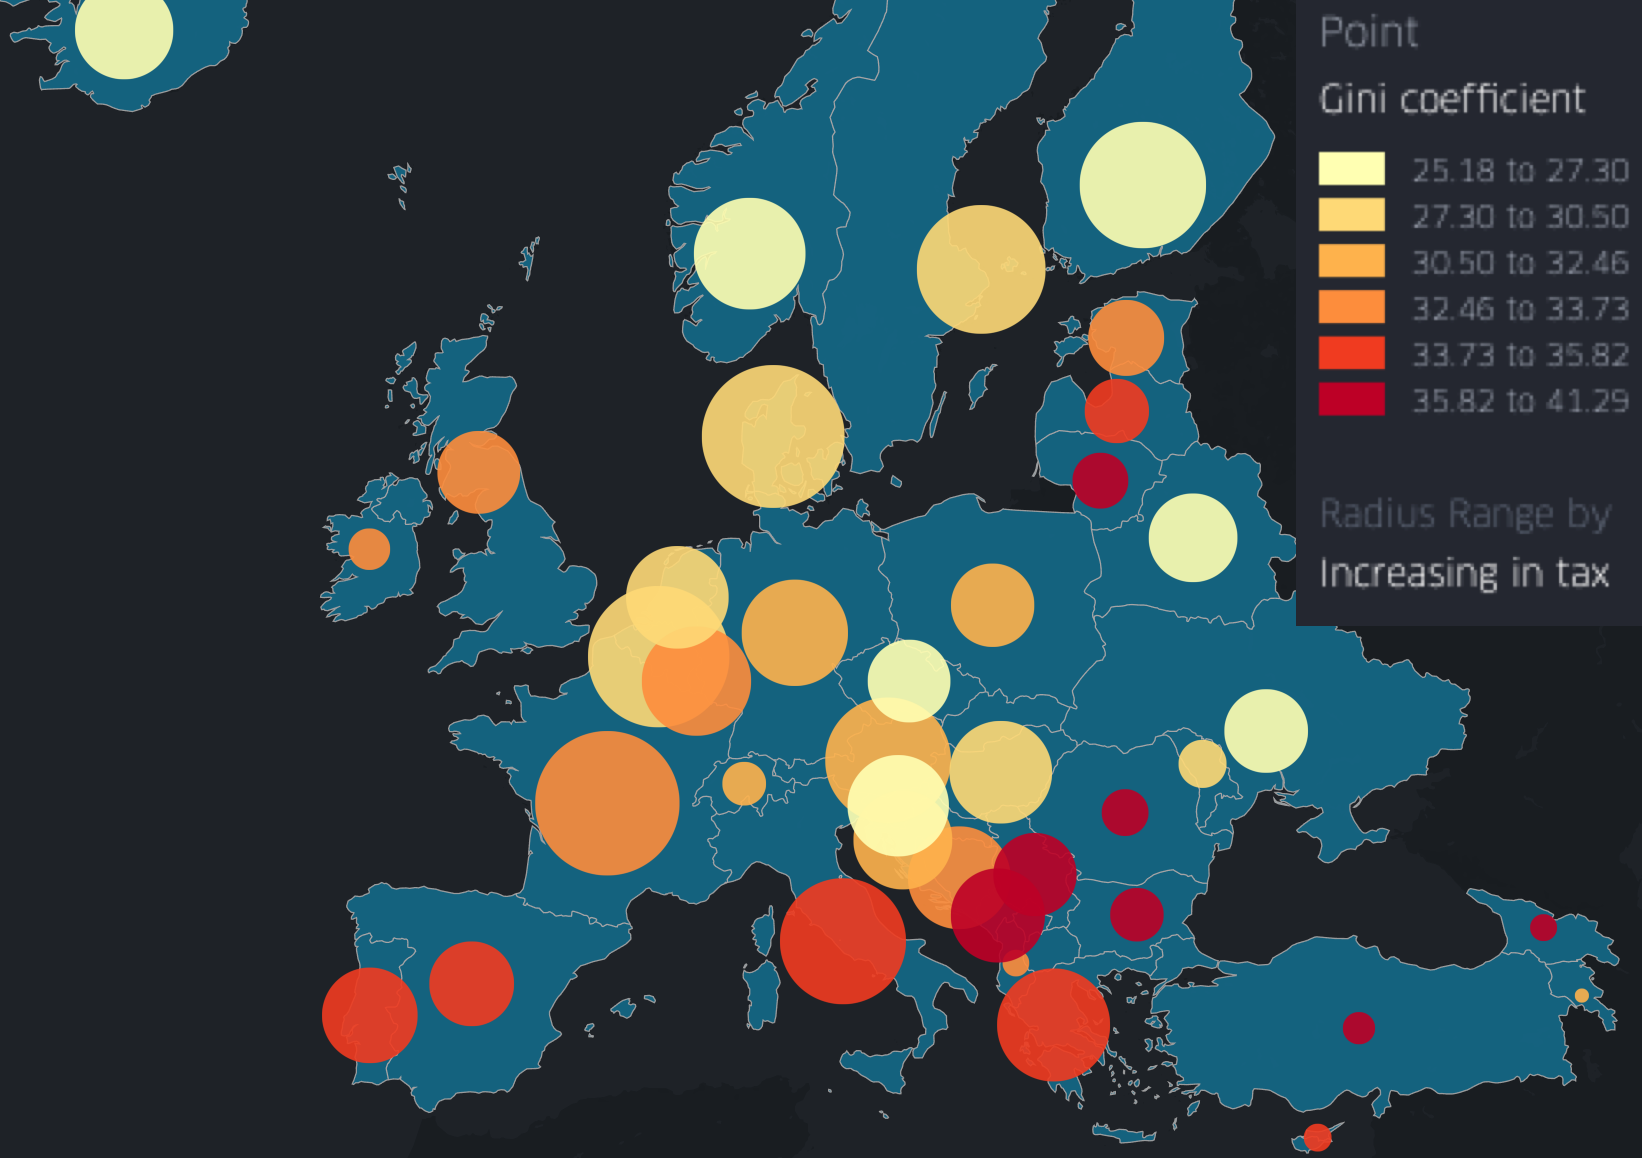 Point
Gini coefficient
25.18 to 27.30
27.30 to 30.50
30.50 to 32.46
32.46 to 33.73
33.73 to 35.82
35.82 to 41.29
Radius Range by
Increasing in tax